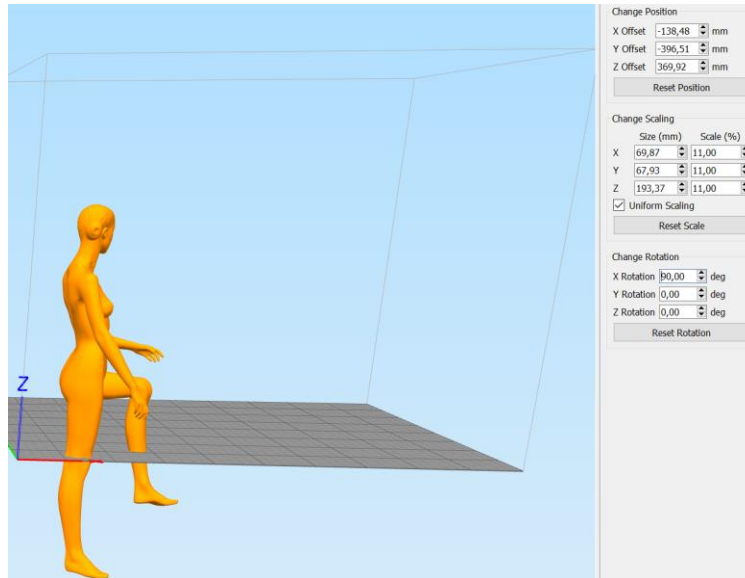 Change Position
X Offset -138,48 mm
Y Offset -396,51 mm
Z Offset 369,92 mm
Reset Position
Change Scaling
Size (mm) Scale (%)
X 69,87 11,00
Y 67,93 11,00
Z 193,37 11,00
Uniform Scaling
Reset Scale
Change Rotation
X Rotation 90,00 deg
Y Rotation 0,00 deg
Z Rotation 0,00 deg
Reset Rotation
Z